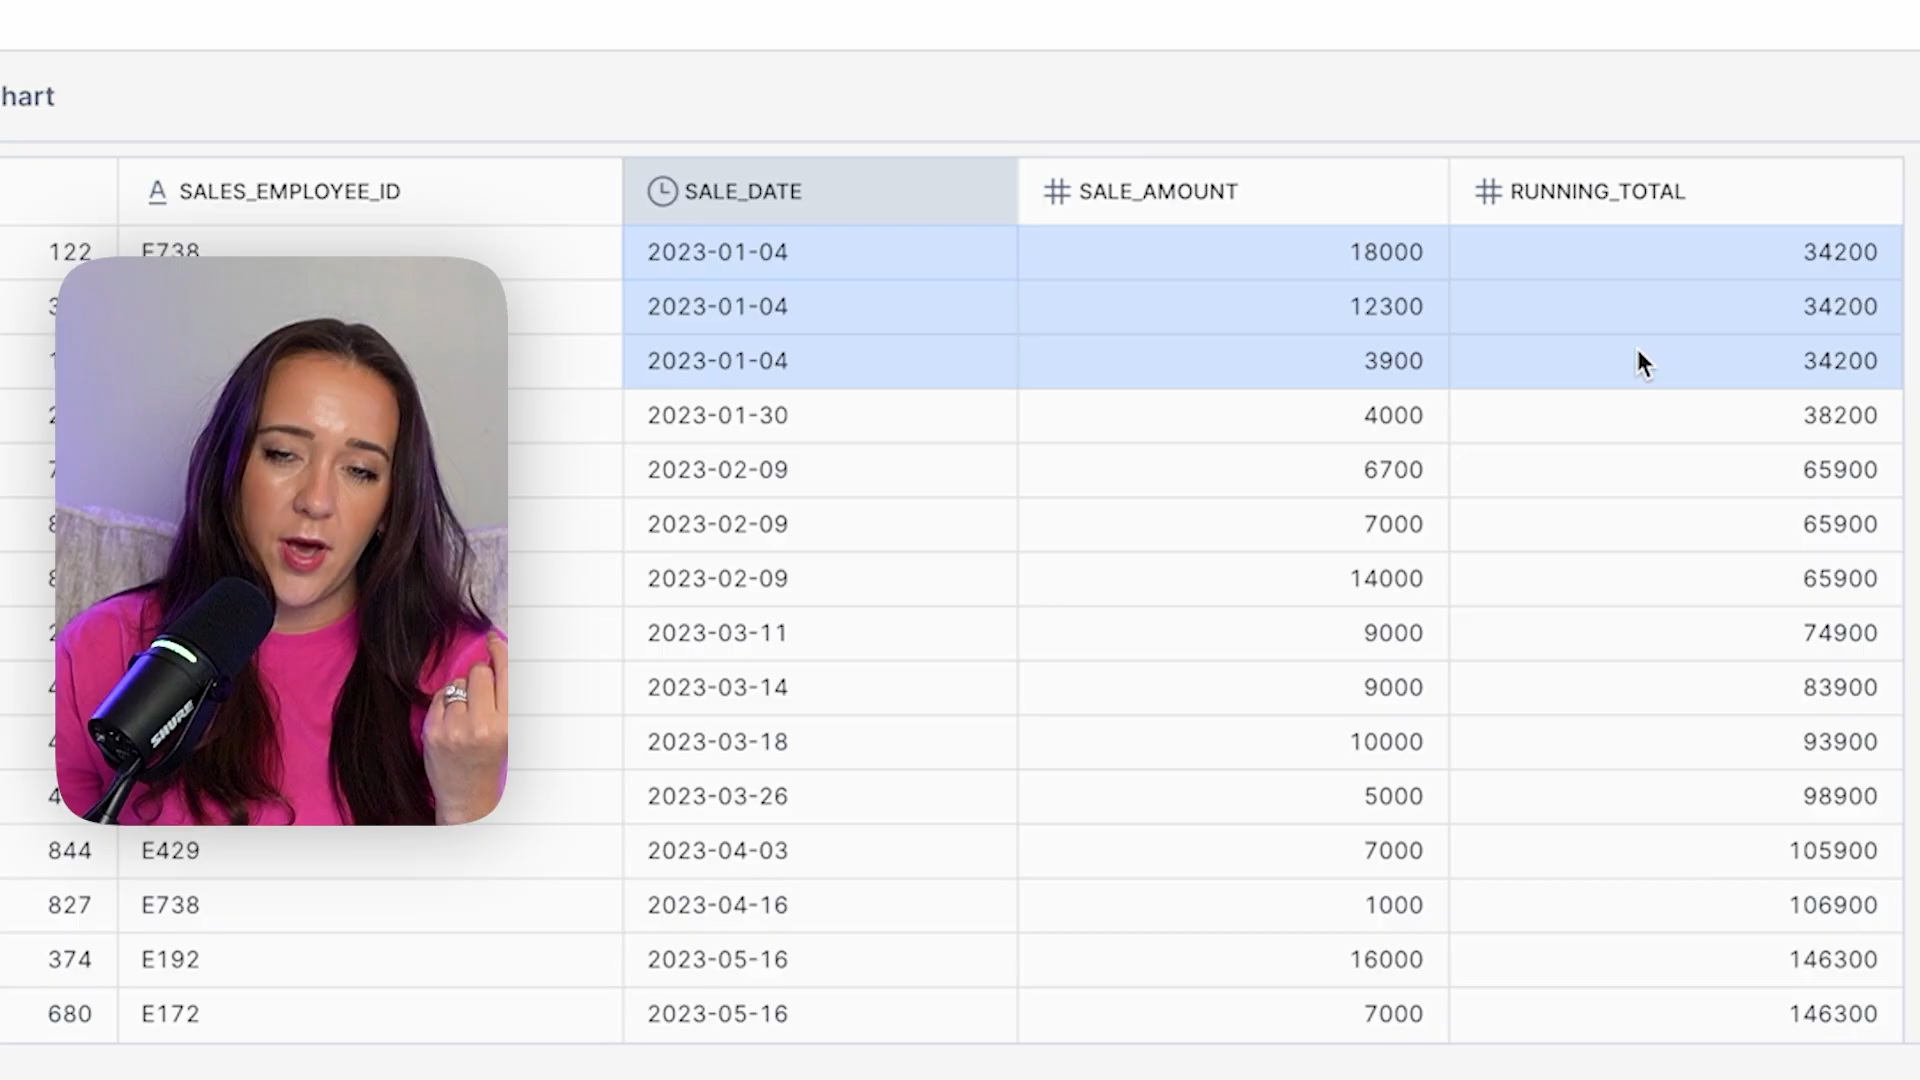 hart
SALES_EMPLOYEE_ID SALE_DATE SALE_AMOUNT RUNNING_TOTAL
122 E738 2023-01-04 18000 34200
2023-01-04 12300 34200
2023-01-04 3900 34200
2023-01-30 4000 38200
2023-02-09 6700 65900
2023-02-09 7000 65900
2023-02-09 14000 65900
2023-03-11 9000 74900
2023-03-14 9000 83900
2023-03-18 10000 93900
2023-03-26 5000 98900
844 E429 2023-04-03 7000 105900
827 E738 2023-04-16 1000 106900
374 E192 2023-05-16 16000 146300
680 E172 2023-05-16 7000 146300
SHURE